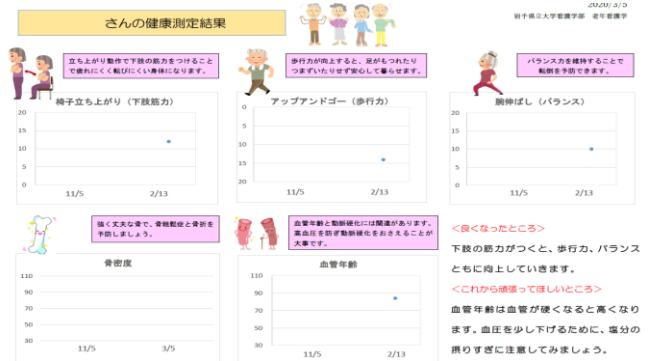 2020/3/5
岩手県立大学看護学部　老年看護学
さんの健康測定結果
立ち上がり動作で下肢の筋力をつけること
で疲れにくく転びにくい身体になります。
歩行力が向上すると、足がもつれたり
つまずいたりせず安心して暮らせます。
バランス力を維持することで
転倒を予防できます。
椅子立ち上がり（下肢筋力）
20
15
10
5
0
11/5
2/13
アップアンドゴー（歩行力）
0
5
10
15
20
11/5
2/13
腕伸ばし（バランス）
20
15
10
5
0
11/5
2/13
強く丈夫な骨で、骨粗鬆症と骨折を
予防しましょう。
血管年齢と動脈硬化には関連があります。
高血圧を防ぎ動脈硬化をおさえることが
大事です。
骨密度
110
90
70
50
30
11/5
3/5
血管年齢
110
90
70
50
30
11/5
2/13
＜良くなったところ＞
下肢の筋力がつくと、歩行力、バランス
ともに向上していきます。
＜これから頑張ってほしいところ＞
血管年齢は血管が硬くなると高くなり
ます。血圧を少し下げるために、塩分の
摂りすぎに注意してみましょう。